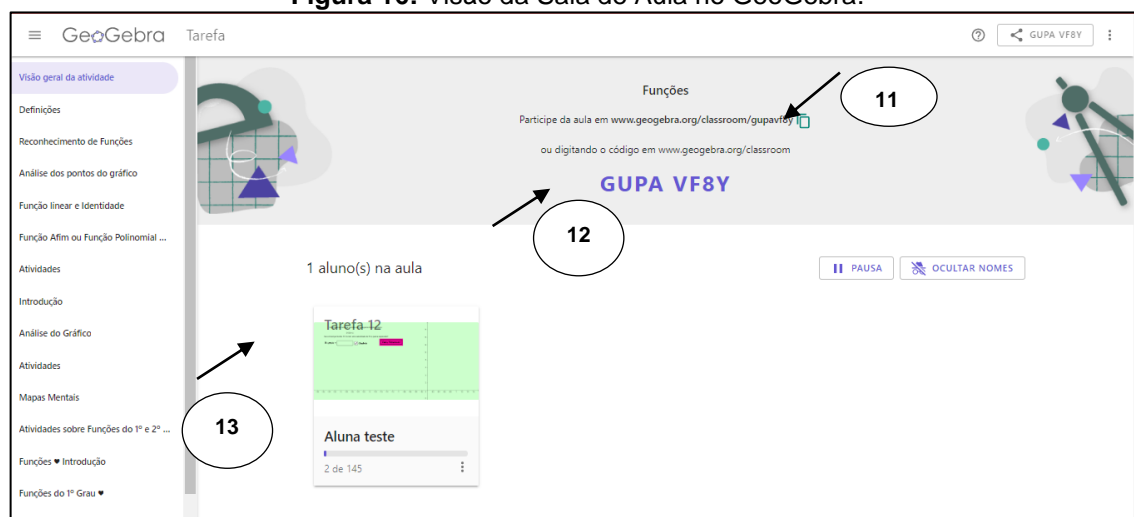 Figura 10: Visão da Sala de Aula no GeoGebra.
GeoGebra Tarefa
GUPA VF8Y
Visão geral da atividade
Definições
Reconhecimento de Funções
Análise dos pontos do gráfico
Função linear e Identidade
Função Afim ou Função Polinomial ...
Atividades
Introdução
Análise do Gráfico
Atividades
Mapas Mentais
Atividades sobre Funções do 1º e 2º ...
Funções ♥ Introdução
Funções do 1º Grau ♥
Funções
Participe da aula em www.geogebra.org/classroom/gupavf8y
ou digitando o código em www.geogebra.org/classroom
GUPA VF8Y
11
12
13
1 aluno(s) na aula
PAUSA
OCULTAR NOMES
Tarefa 12
Aluna teste
2 de 145